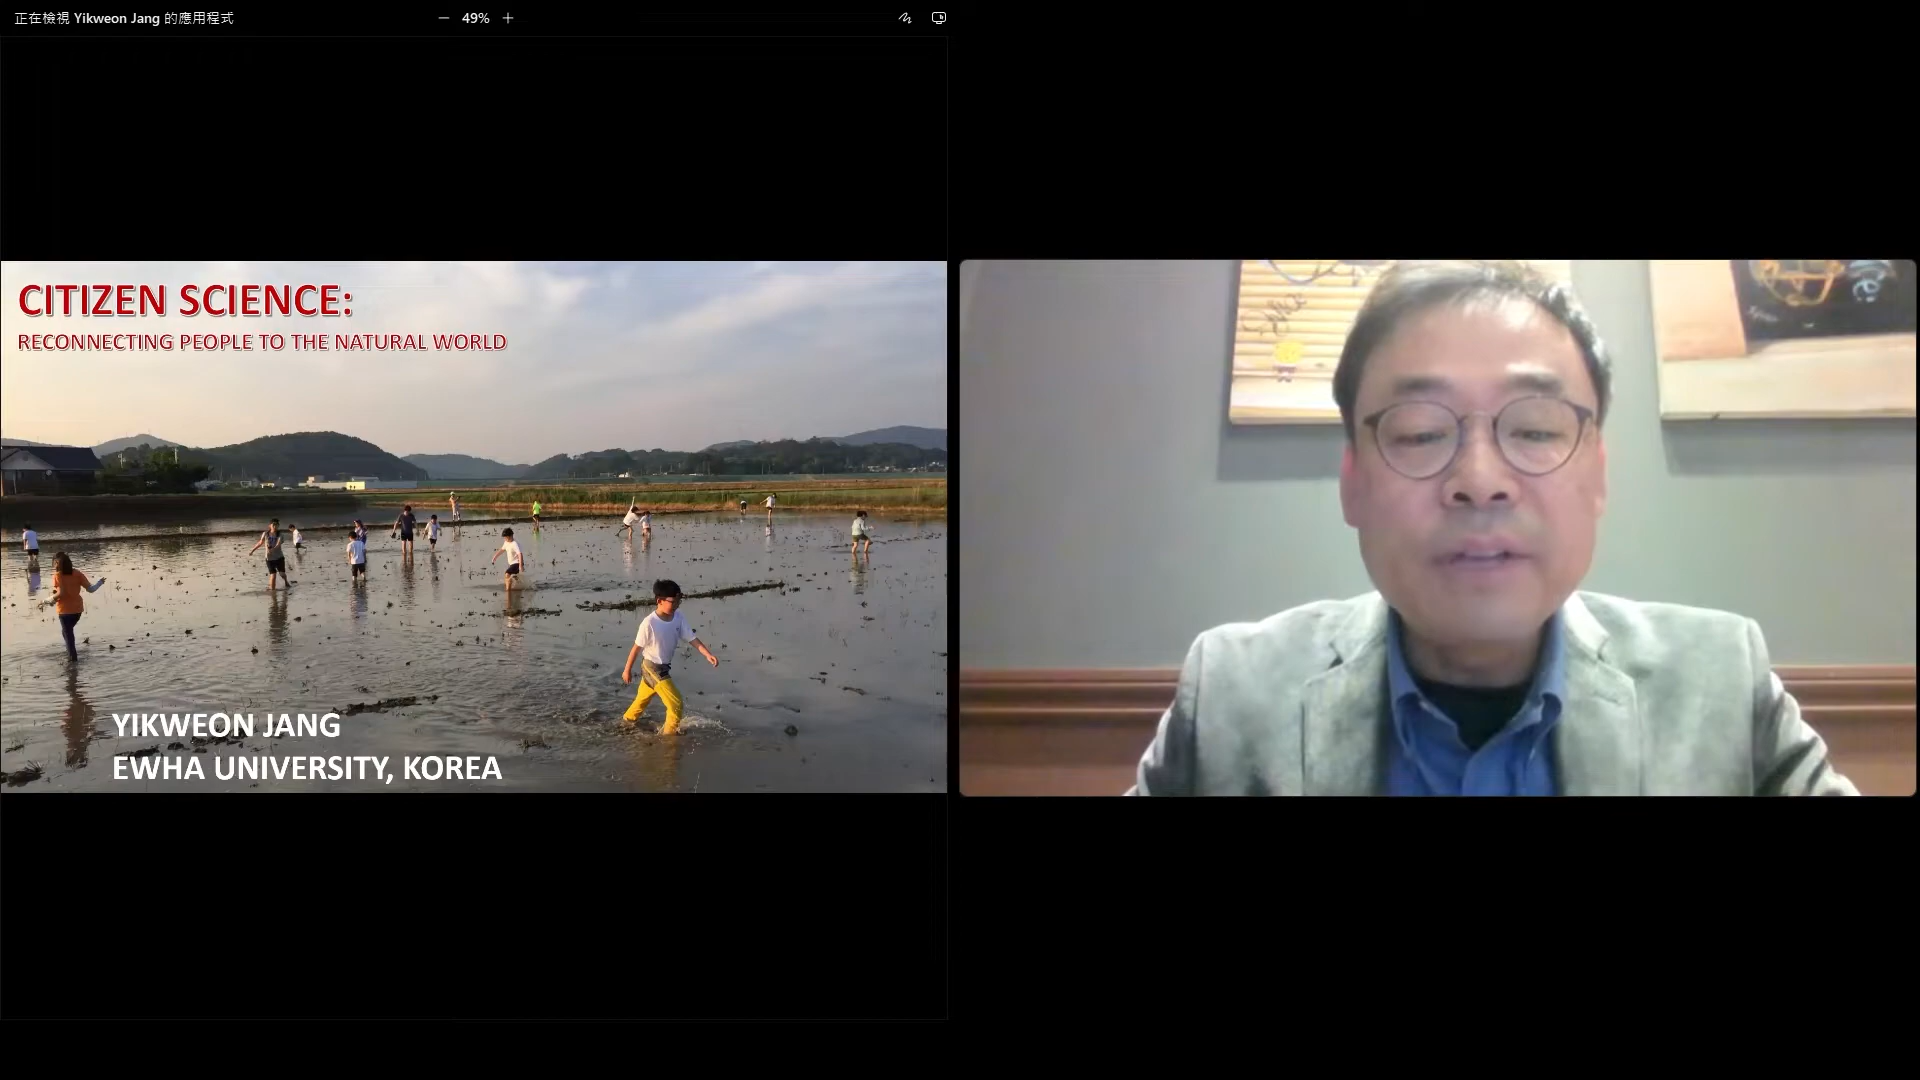 正在檢視 Yikweon Jang 的應用程式
49%
CITIZEN SCIENCE:
RECONNECTING PEOPLE TO THE NATURAL WORLD
YIKWEON JANG
EWHA UNIVERSITY, KOREA